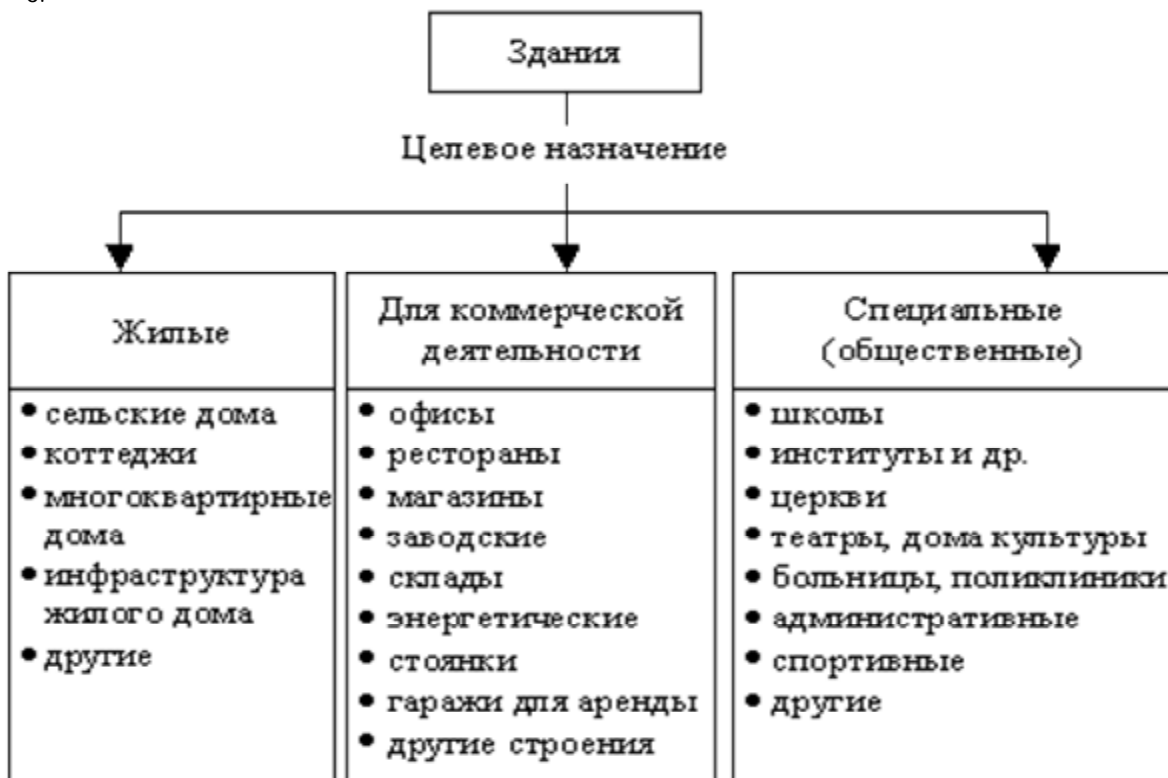 Здания
Целевое назначение
Жилые
• сельские дома
• коттеджи
• многоквартирные
дома
• инфраструктура
жилого дома
• другие
Для коммерческой
деятельности
• офисы
• рестораны
• магазины
• заводские
• склады
• энергетические
• стоянки
• гаражи для аренды
• другие строения
Специальные
(общественные)
• школы
• институты и др.
• церкви
• театры, дома культуры
• больницы, поликлиники
• административные
• спортивные
• другие